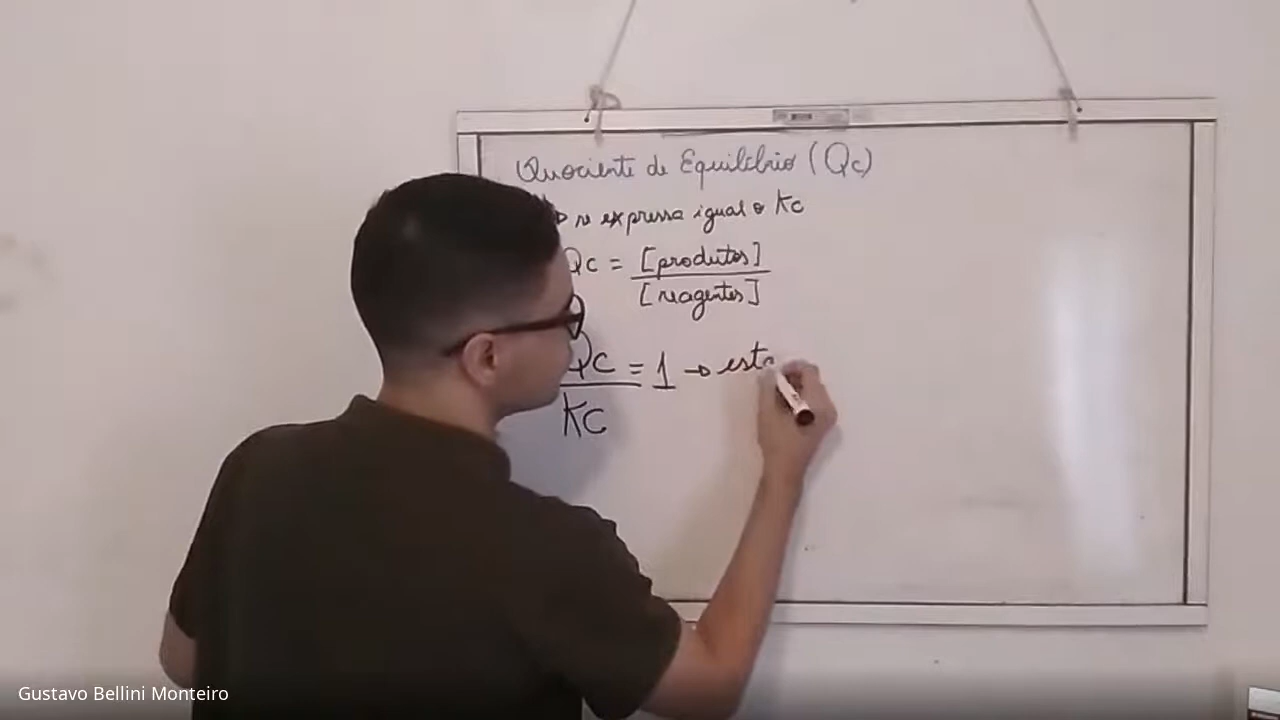 Quociente de Equilíbrio (Qc)
se expressa igual o Kc
Qc = [produtos]
[reagentes]
Qc = 1 → esta
Kc
Gustavo Bellini Monteiro